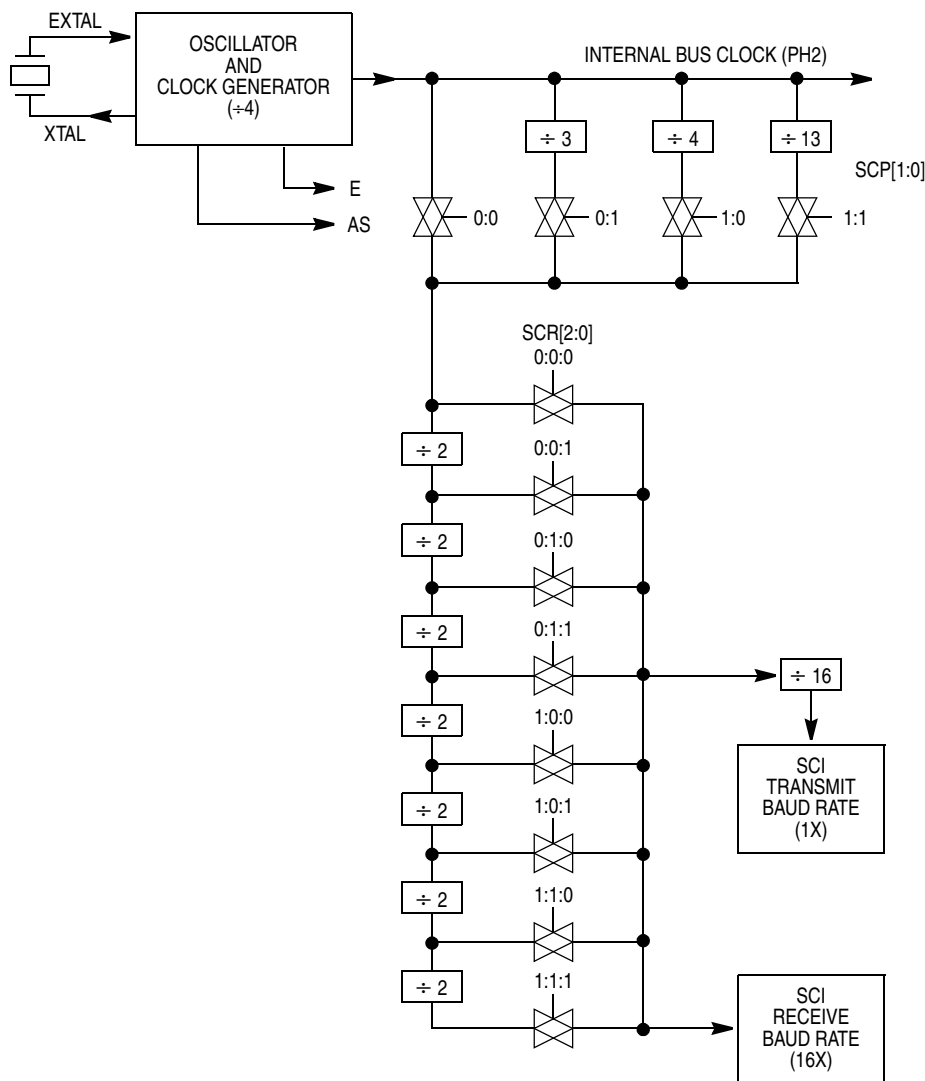 EXTAL
XTAL
OSCILLATOR
AND
CLOCK GENERATOR
(÷4)
INTERNAL BUS CLOCK (PH2)
E
AS
÷ 3
÷ 4
÷ 13
SCP[1:0]
0:0
0:1
1:0
1:1
SCR[2:0]
0:0:0
÷ 2
0:0:1
÷ 2
0:1:0
÷ 2
0:1:1
÷ 2
1:0:0
÷ 2
1:0:1
÷ 2
1:1:0
÷ 2
1:1:1
÷ 16
SCI
TRANSMIT
BAUD RATE
(1X)
SCI
RECEIVE
BAUD RATE
(16X)